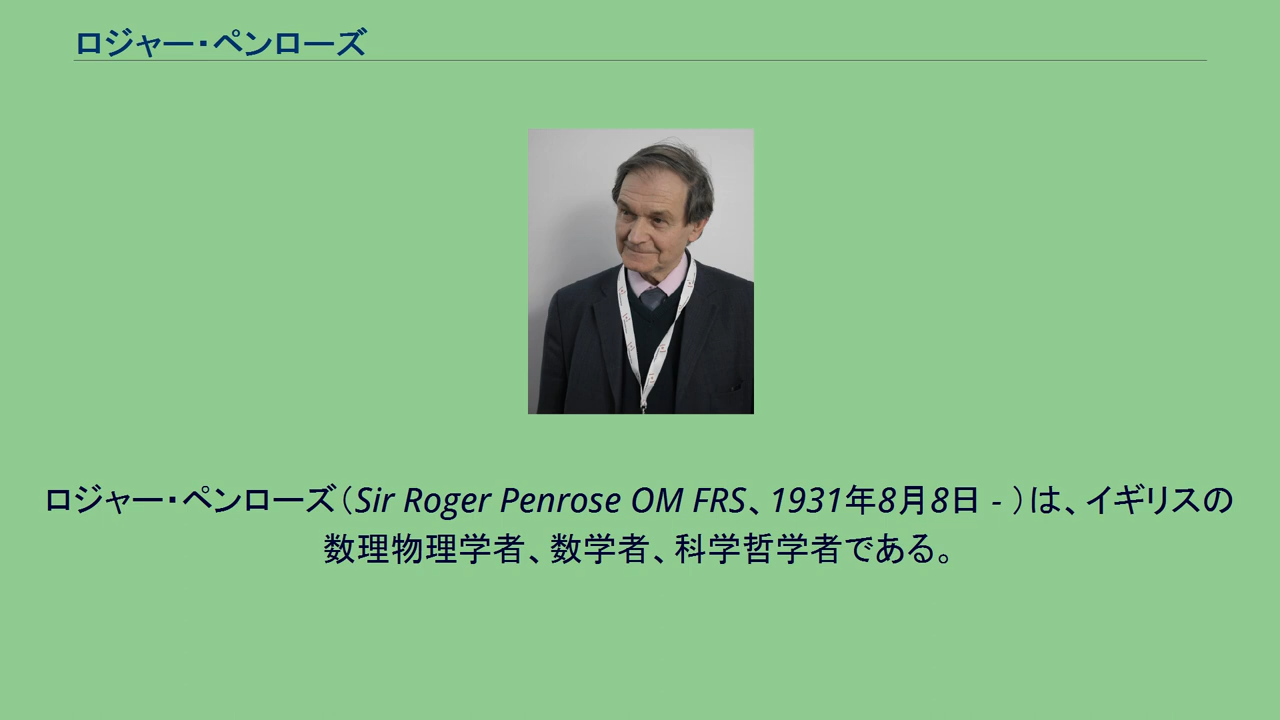 ロジャー・ペンローズ
ロジャー・ペンローズ（Sir Roger Penrose OM FRS、1931年8月8日 - ）は、イギリスの
数理物理学者、数学者、科学哲学者である。